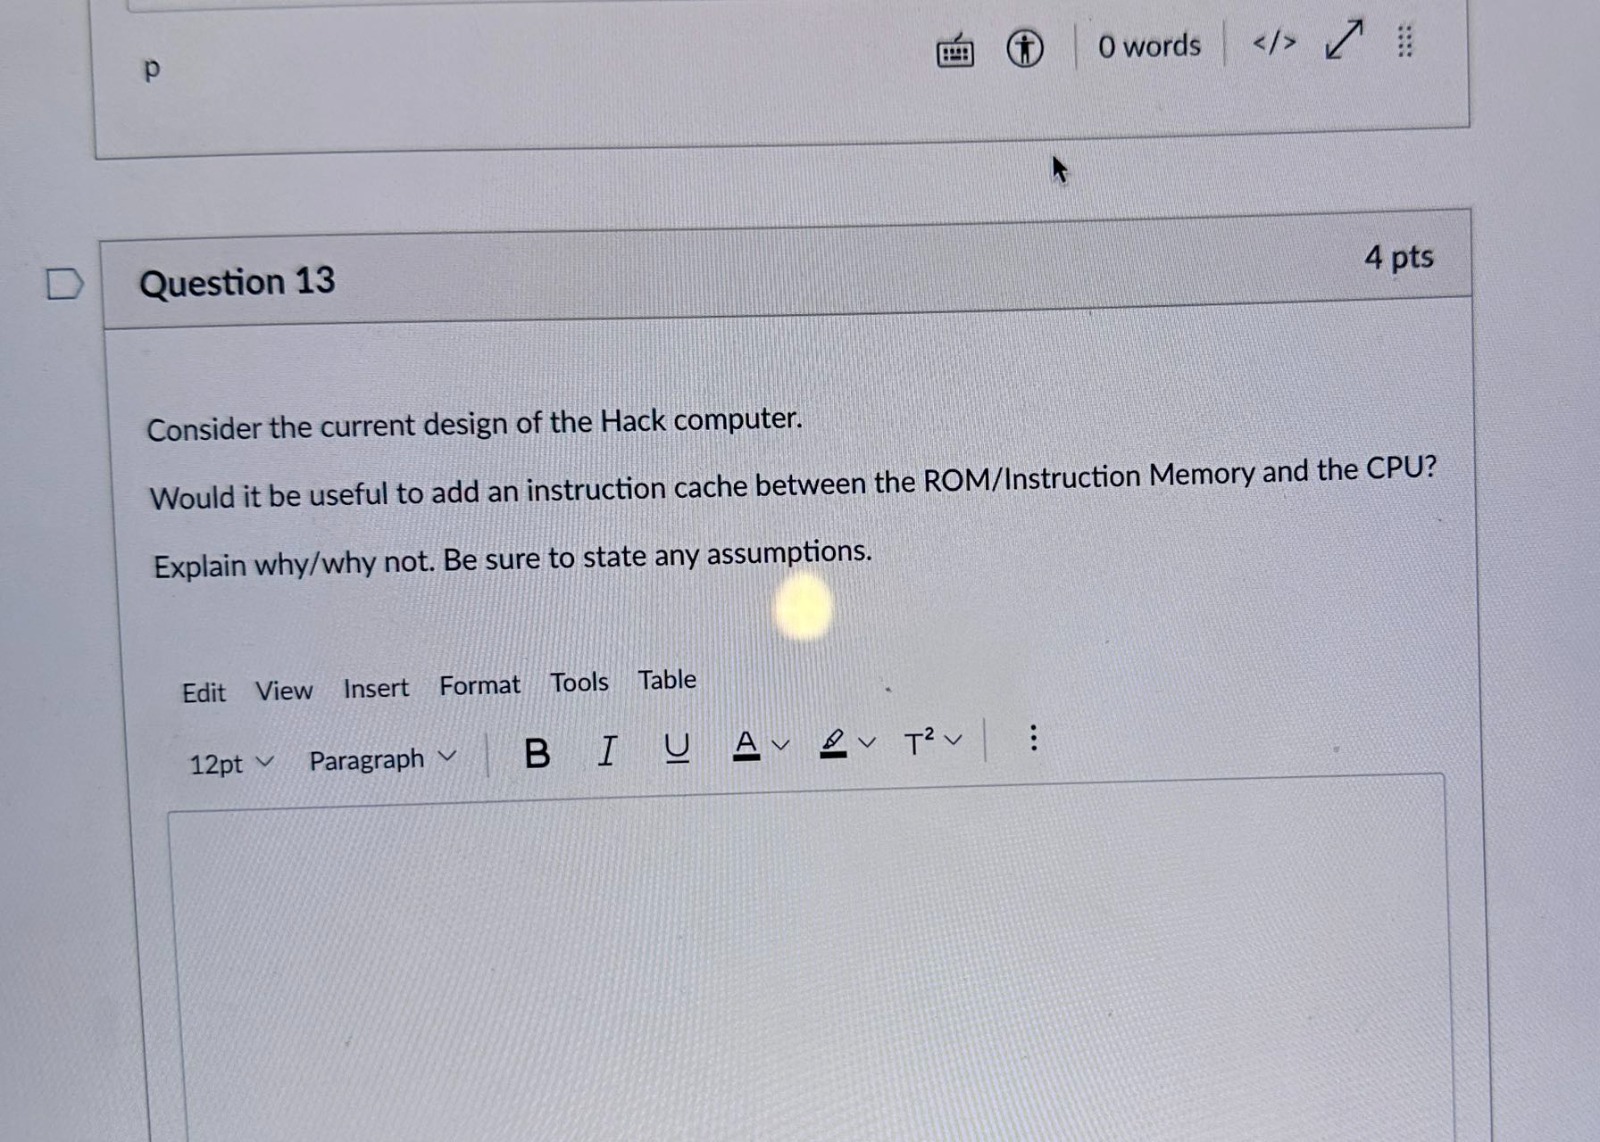 p
0 words </>
Question 13
4 pts
Consider the current design of the Hack computer.
Would it be useful to add an instruction cache between the ROM/Instruction Memory and the CPU?
Explain why/why not. Be sure to state any assumptions.
Edit View Insert Format Tools Table
12pt Paragraph B I U A T²